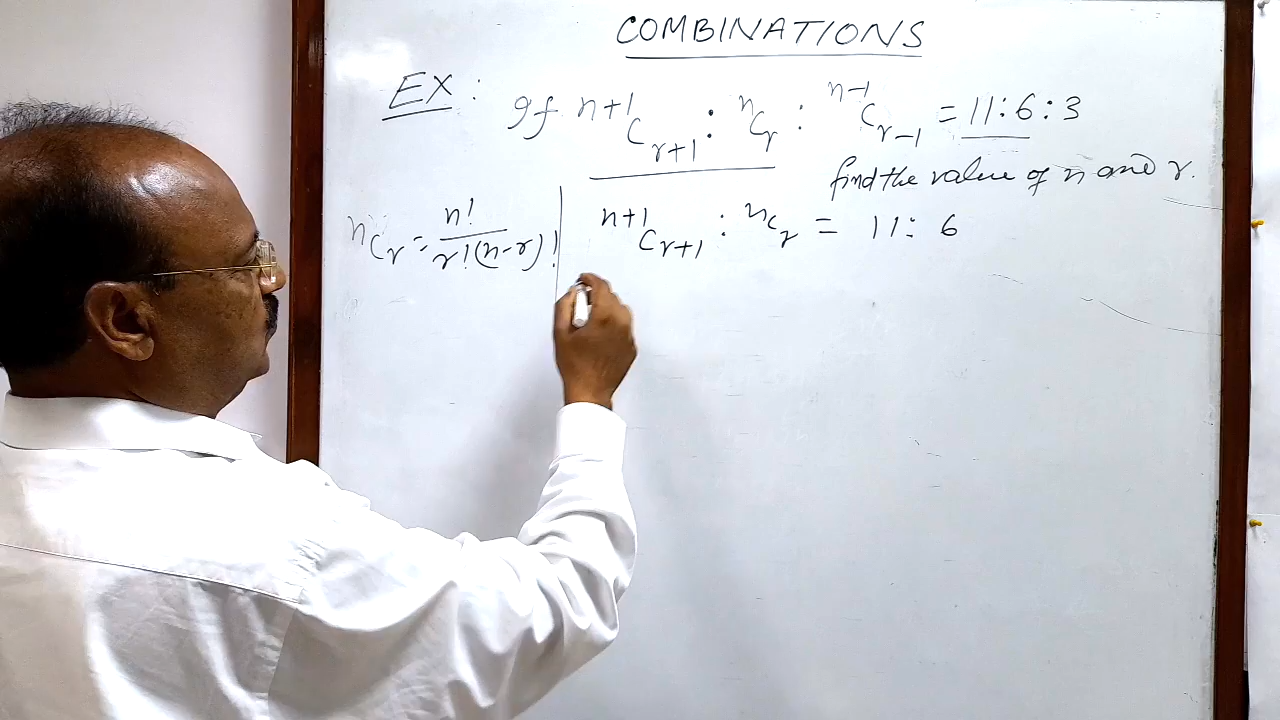 COMBINATIONS
EX : If n+1Cr+1 : nCr : n-1Cr-1 = 11:6:3
find the value of n and r.
nCr = n!/r!(n-r)!
n+1Cr+1 : nCr = 11: 6